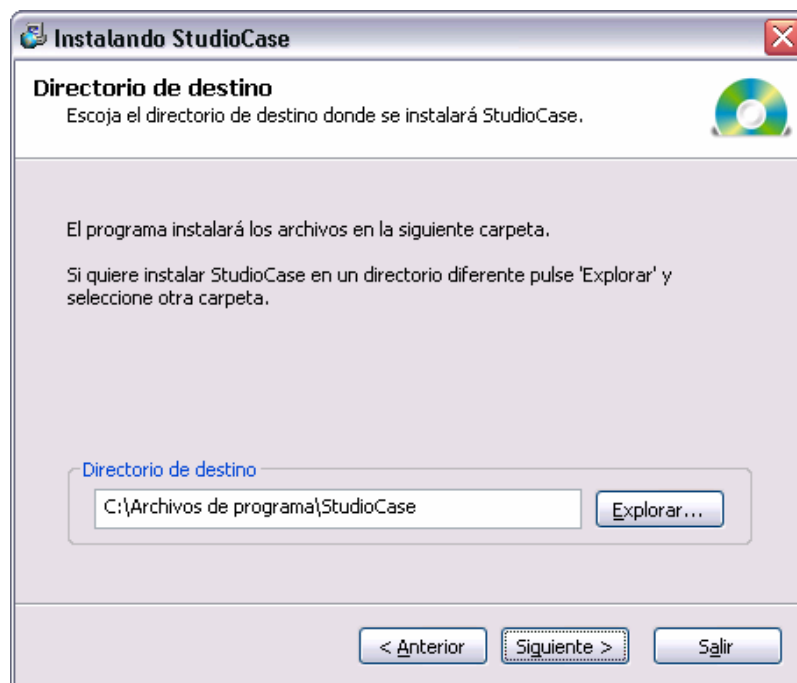 Instalando StudioCase
Directorio de destino
Escoja el directorio de destino donde se instalará StudioCase.
El programa instalará los archivos en la siguiente carpeta.
Si quiere instalar StudioCase en un directorio diferente pulse 'Explorar' y
seleccione otra carpeta.
Directorio de destino
C:\Archivos de programa\StudioCase
Explorar...
< Anterior
Siguiente >
Salir